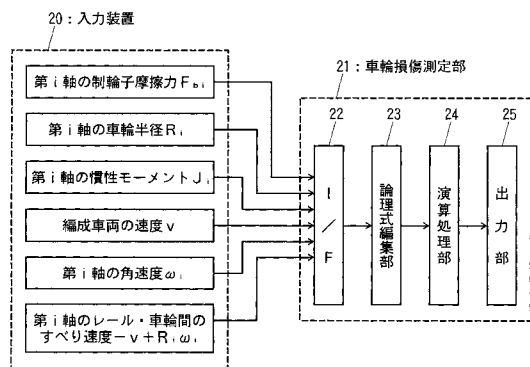 20：入力装置
第i軸の制輪子摩擦力Fbi
第i軸の車輪半径Ri
第i軸の慣性モーメントJi
編成車両の速度v
第i軸の角速度ωi
第i軸のレール・車輪間の
すべり速度−v+Riωi
21：車輪損傷測定部
22
23
24
25
I／F
論理式編集部
演算処理部
出力部